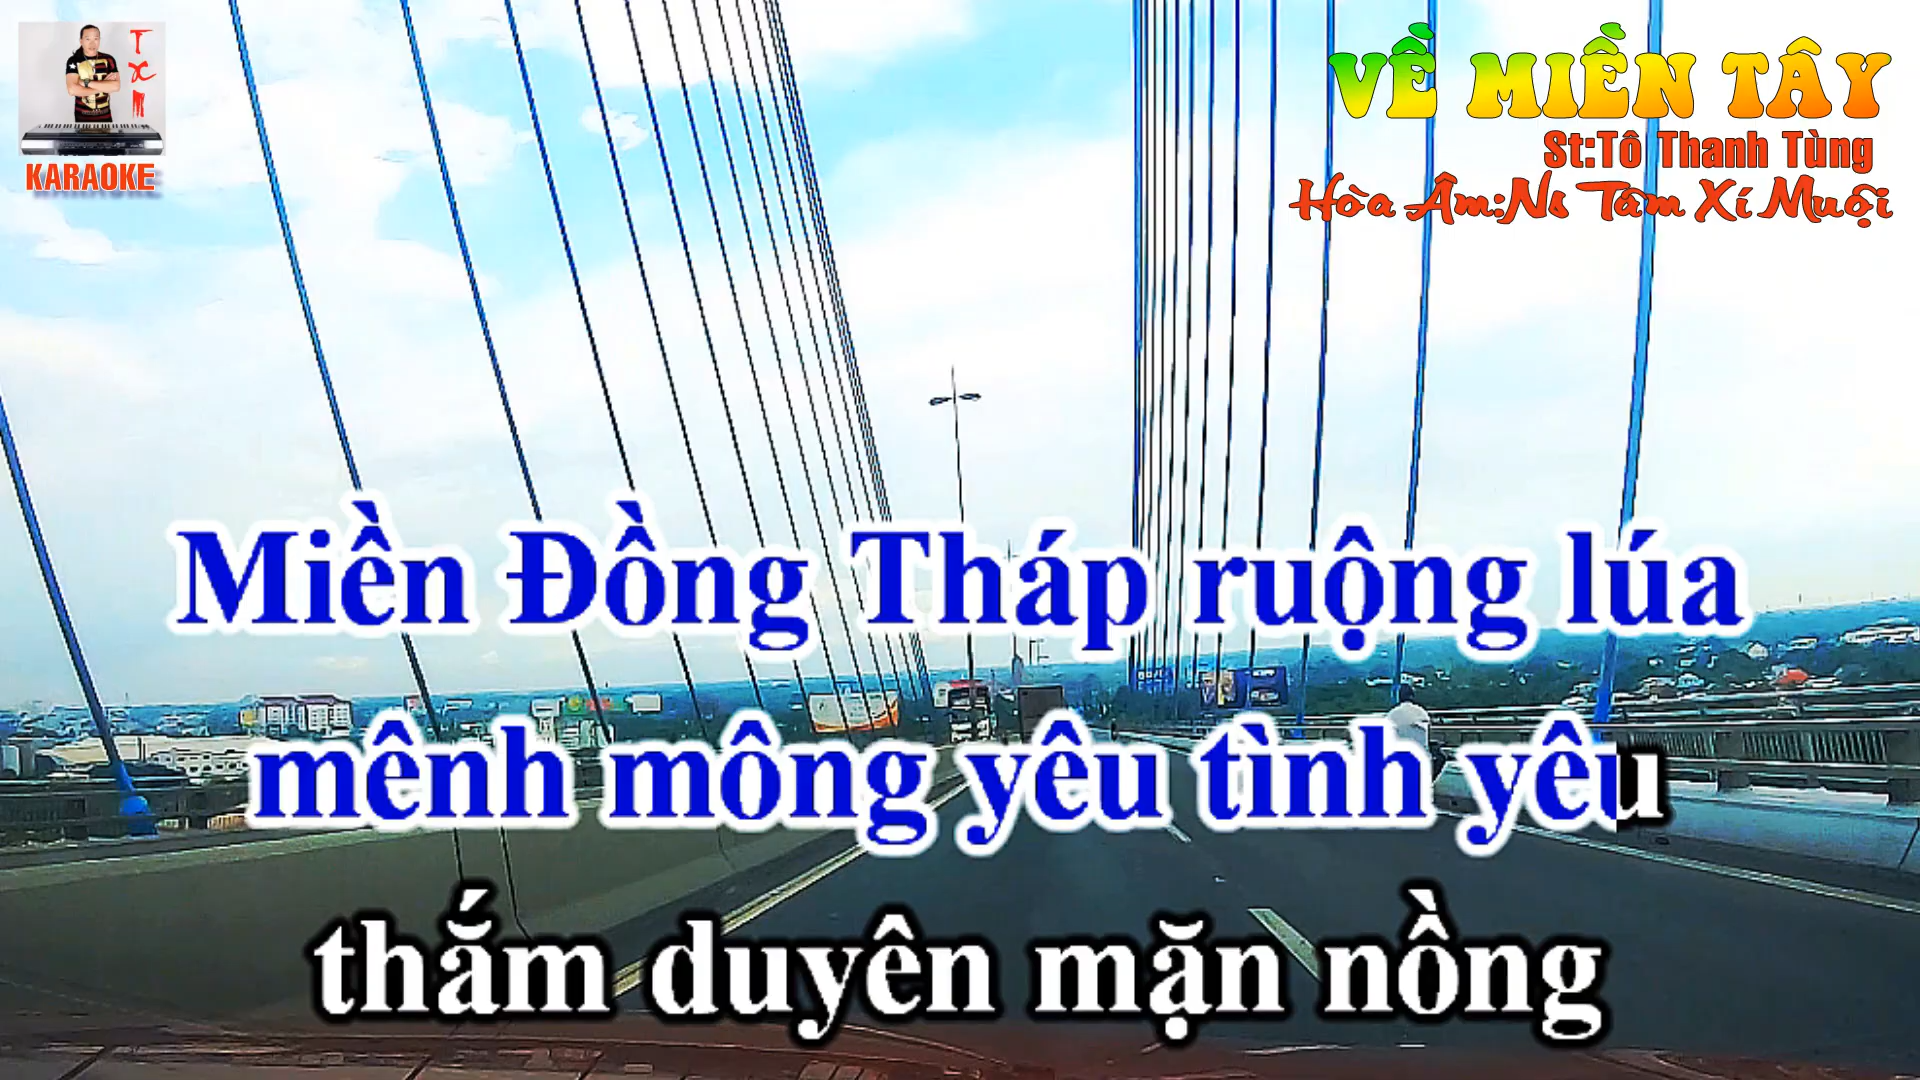 TXM
KARAOKE
VỀ MIỀN TÂY
St:Tô Thanh Tùng
Hòa Âm:Ns Tâm Xí Muội
Miền Đồng Tháp ruộng lúa
mênh mông yêu tình yêu
thắm duyên mặn nồng